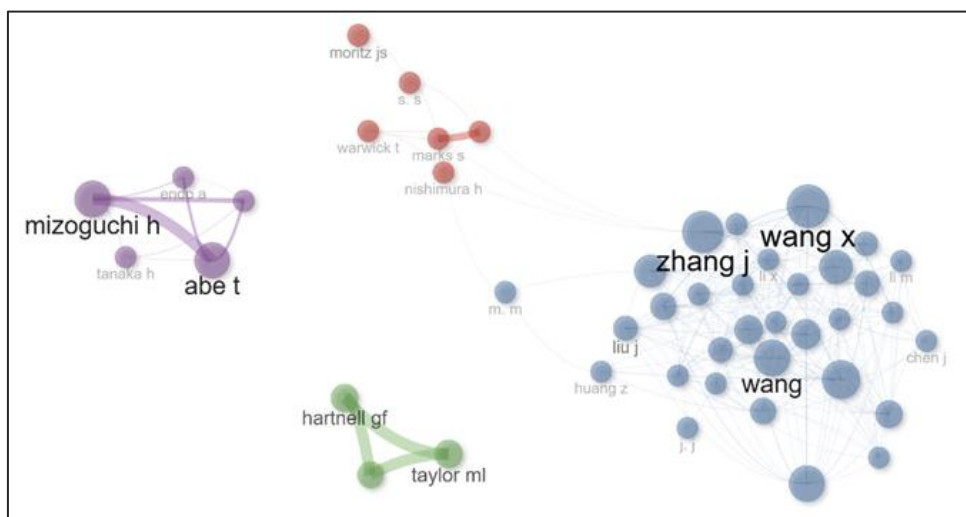 moritz js
s. s
warwick t
marks s
nishimura h
endo a
mizoguchi h
tanaka h
abe t
wang x
zhang j
li x
li m
m. m
liu j
chen j
huang z
wang
hartnell gf
j. j
taylor ml